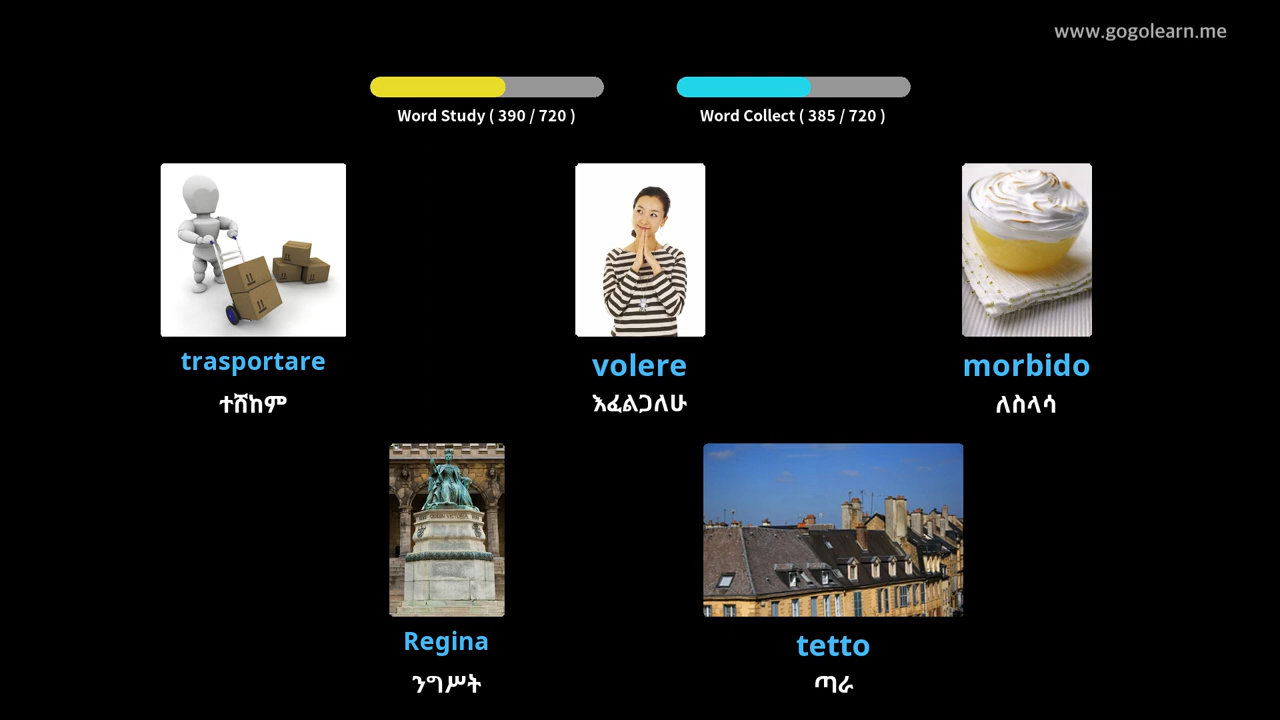 www.gogolearn.me
Word Study ( 390 / 720 )
Word Collect ( 385 / 720 )
trasportare
volere
morbido
ተሸከም
እፈልጋለሁ
ለስላሳ
Regina
tetto
ንግሥት
ጣራ